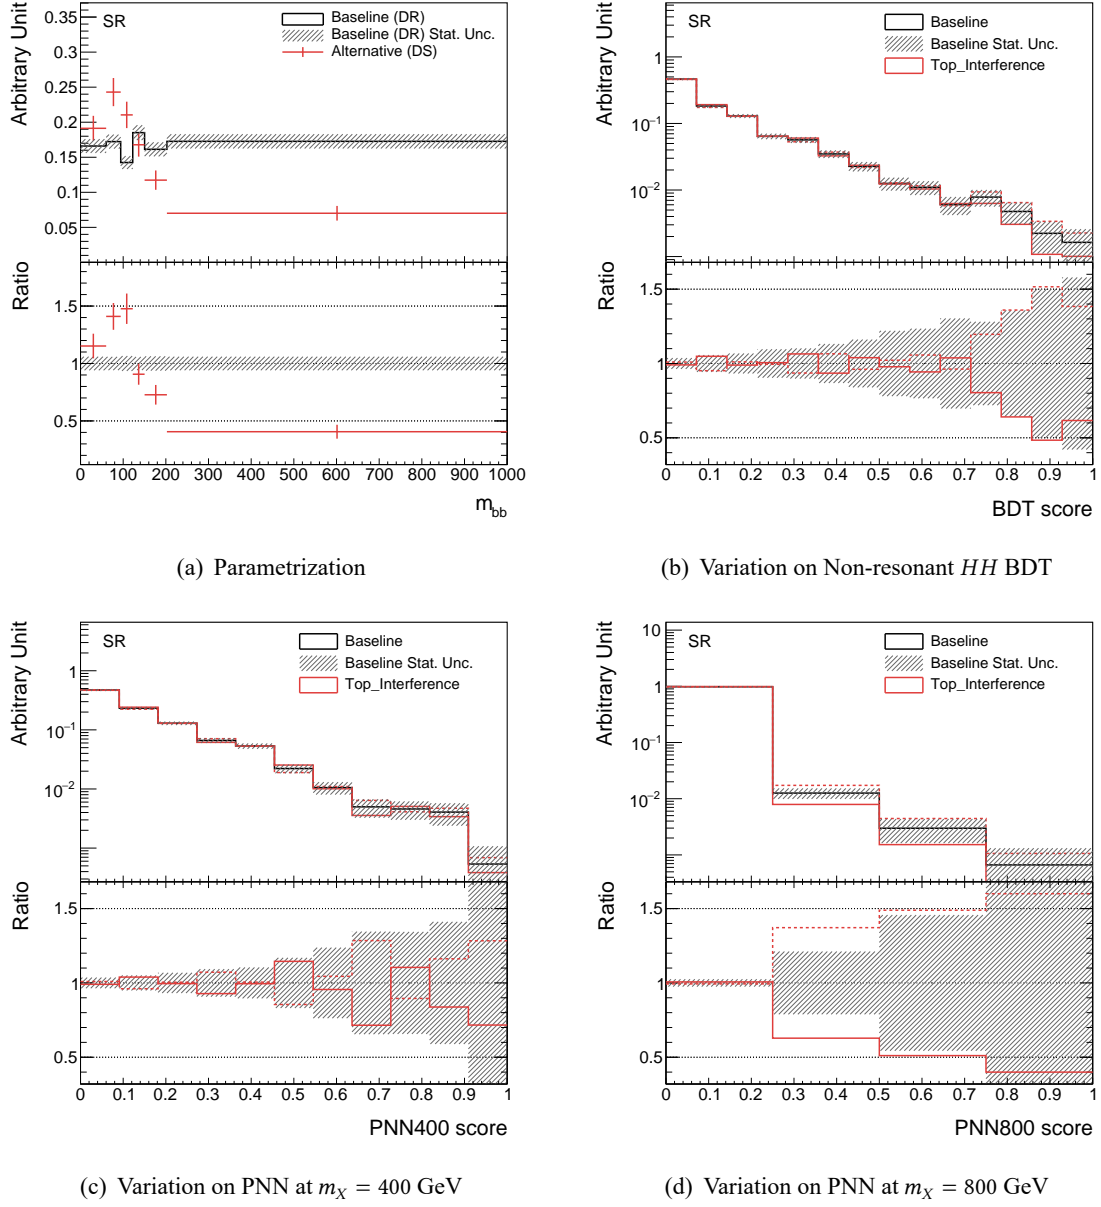 SR
Baseline (DR)
Baseline (DR) Stat. Unc.
Alternative (DS)
Arbitrary Unit
0.35
0.3
0.25
0.2
0.15
0.1
0.05
Ratio
1.5
1
0.5
0 100 200 300 400 500 600 700 800 900 1000
m_bb
(a) Parametrization
SR
Baseline
Baseline Stat. Unc.
Top_Interference
Arbitrary Unit
1
10⁻¹
10⁻²
Ratio
1.5
1
0.5
0 0.1 0.2 0.3 0.4 0.5 0.6 0.7 0.8 0.9 1
BDT score
(b) Variation on Non-resonant HH BDT
SR
Baseline
Baseline Stat. Unc.
Top_Interference
Arbitrary Unit
1
10⁻¹
10⁻²
Ratio
1.5
1
0.5
0 0.1 0.2 0.3 0.4 0.5 0.6 0.7 0.8 0.9 1
PNN400 score
(c) Variation on PNN at m_X = 400 GeV
SR
Baseline
Baseline Stat. Unc.
Top_Interference
Arbitrary Unit
10
1
10⁻¹
10⁻²
Ratio
1.5
1
0.5
0 0.1 0.2 0.3 0.4 0.5 0.6 0.7 0.8 0.9 1
PNN800 score
(d) Variation on PNN at m_X = 800 GeV